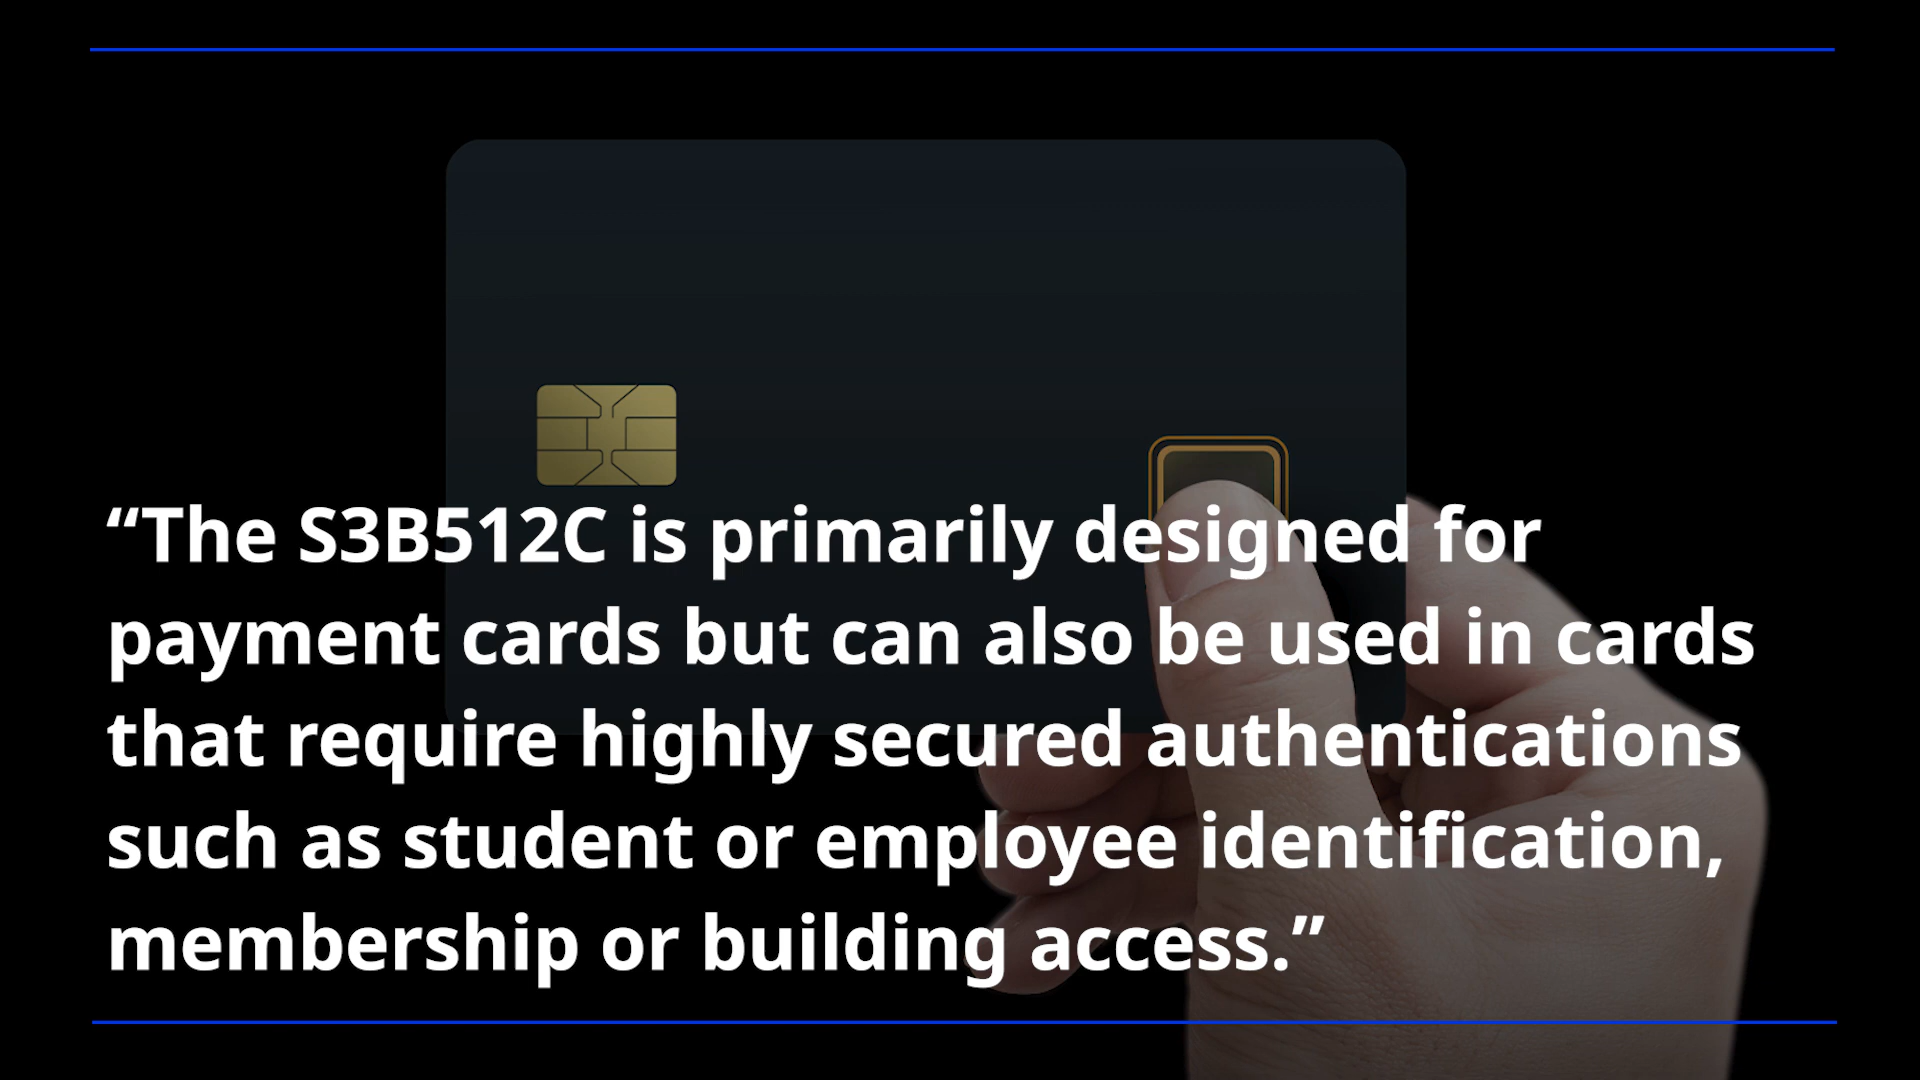 “The S3B512C is primarily designed for
payment cards but can also be used in cards
that require highly secured authentications
such as student or employee identification,
membership or building access.”